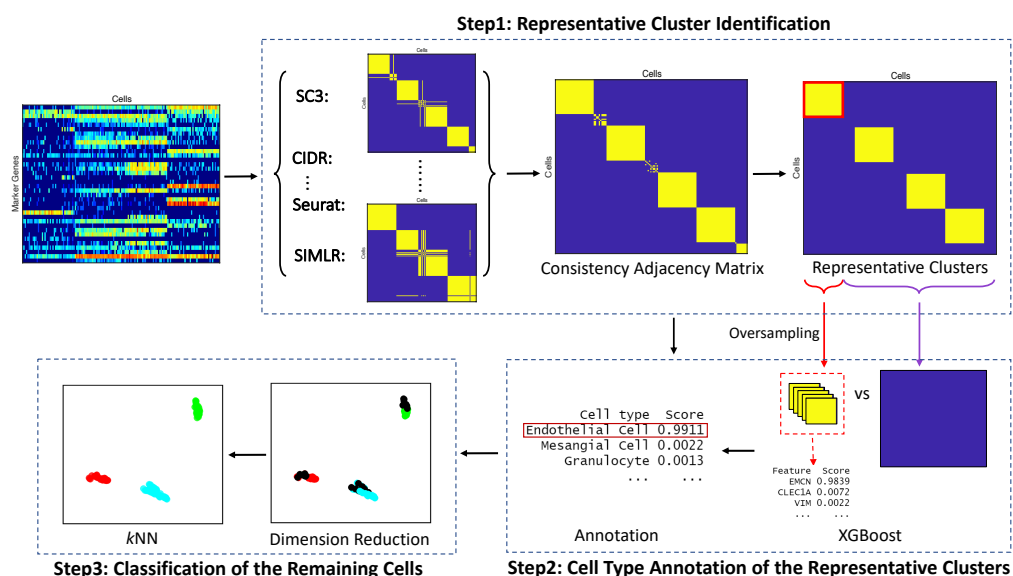 Step1: Representative Cluster Identification
Cells
Marker Genes
SC3:
CIDR:
Seurat:
SIMLR:
Cells
Cells
Cells
Cells
Cells
Cells
Consistency Adjacency Matrix
Cells
Cells
Representative Clusters
Oversampling
vs
Feature Score
EMCN 0.9839
CLEC1A 0.0072
VIM 0.0022
... ...
XGBoost
Cell type Score
Endothelial Cell 0.9911
Mesangial Cell 0.0022
Granulocyte 0.0013
... ...
Annotation
Step2: Cell Type Annotation of the Representative Clusters
Dimension Reduction
kNN
Step3: Classification of the Remaining Cells